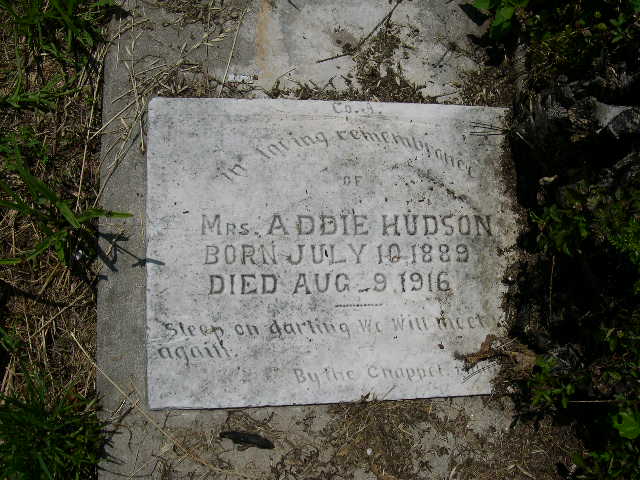 Co. A.
in loving remembrance
OF
MRS. ADDIE HUDSON
BORN JULY 10 1889
DIED AUG 9 1916
Sleep on darling We Will meet
again.
By the Chappel.